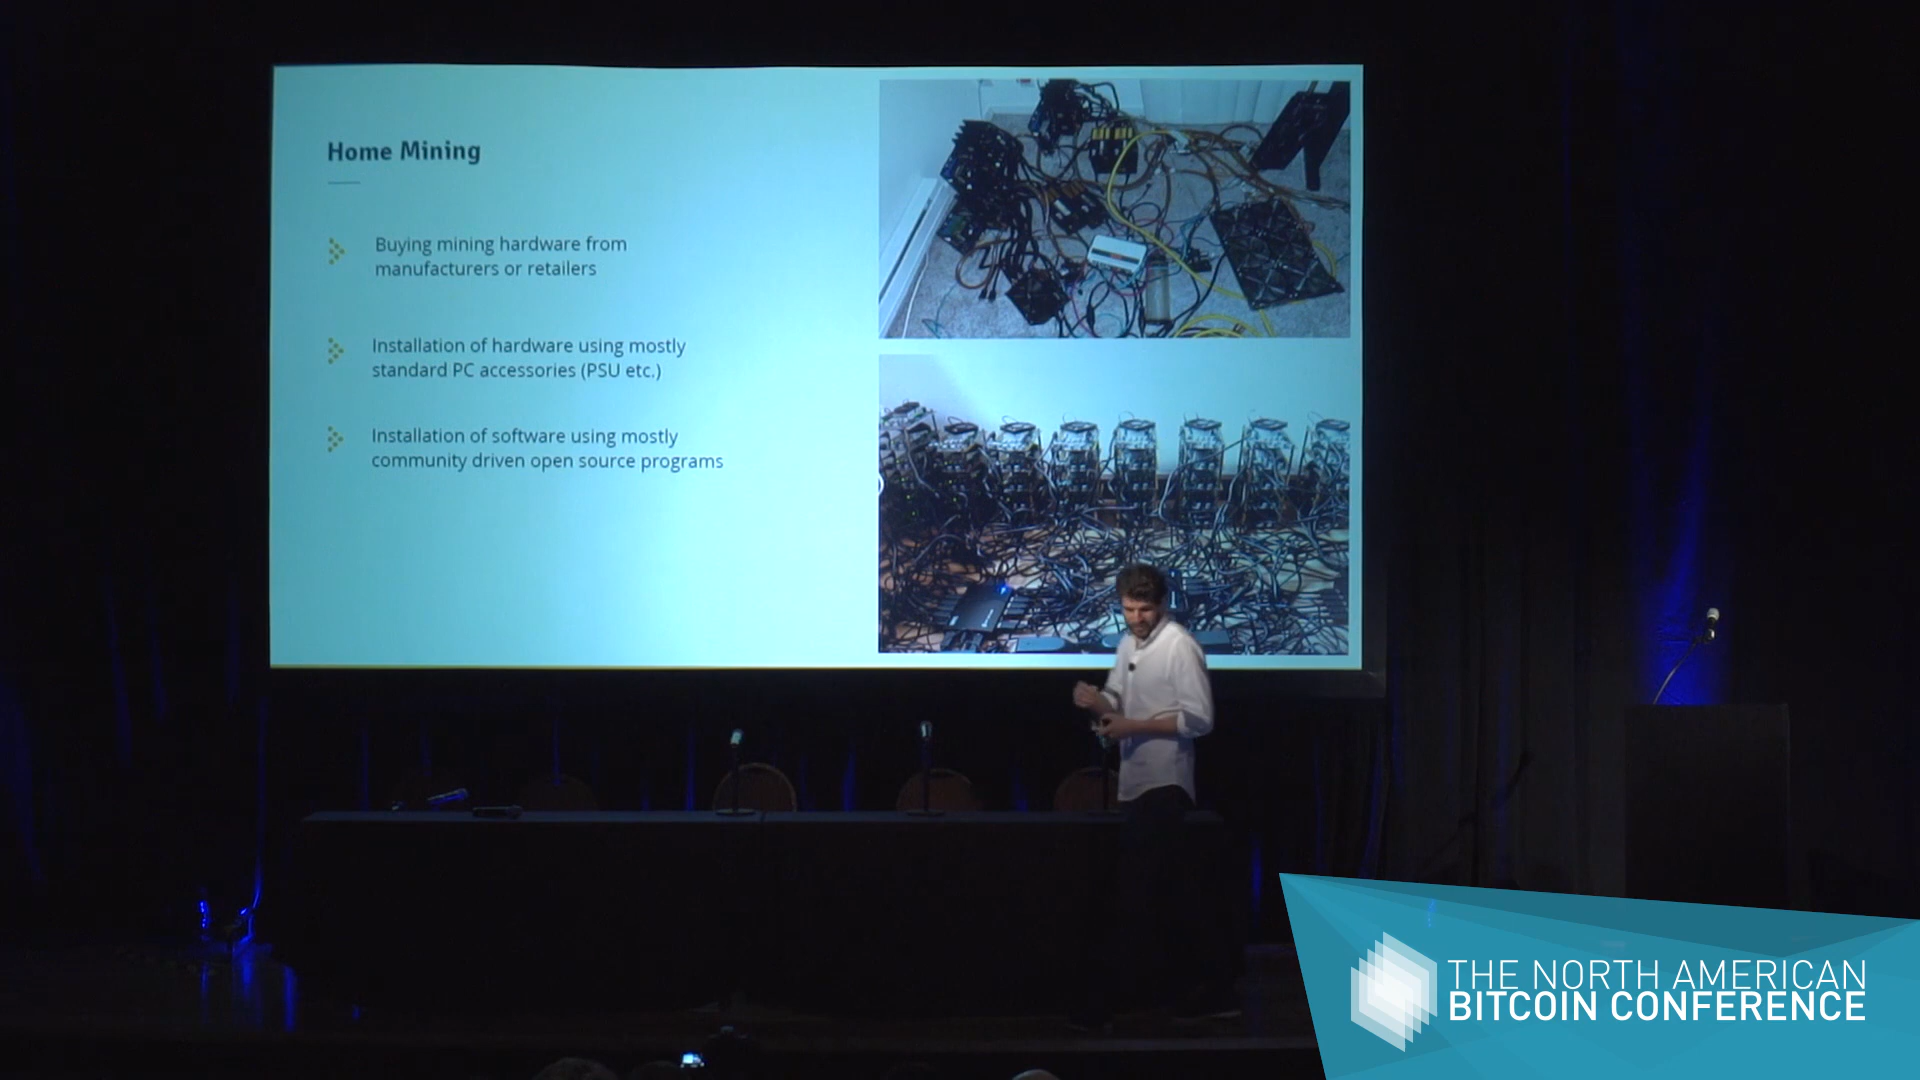 Home Mining
Buying mining hardware from
manufacturers or retailers
Installation of hardware using mostly
standard PC accessories (PSU etc.)
Installation of software using mostly
community driven open source programs
THE NORTH AMERICAN
BITCOIN CONFERENCE